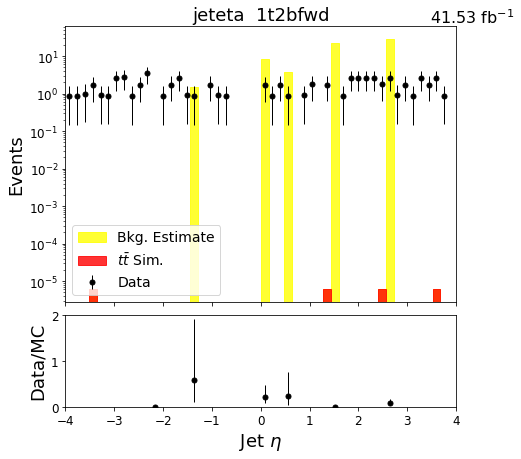 jeteta 1t2bfwd
41.53 fb⁻¹
Events
10¹
10⁰
10⁻¹
10⁻²
10⁻³
10⁻⁴
10⁻⁵
Bkg. Estimate
tt̄ Sim.
Data
Data/MC
2
1
0
−4 −3 −2 −1 0 1 2 3 4
Jet η